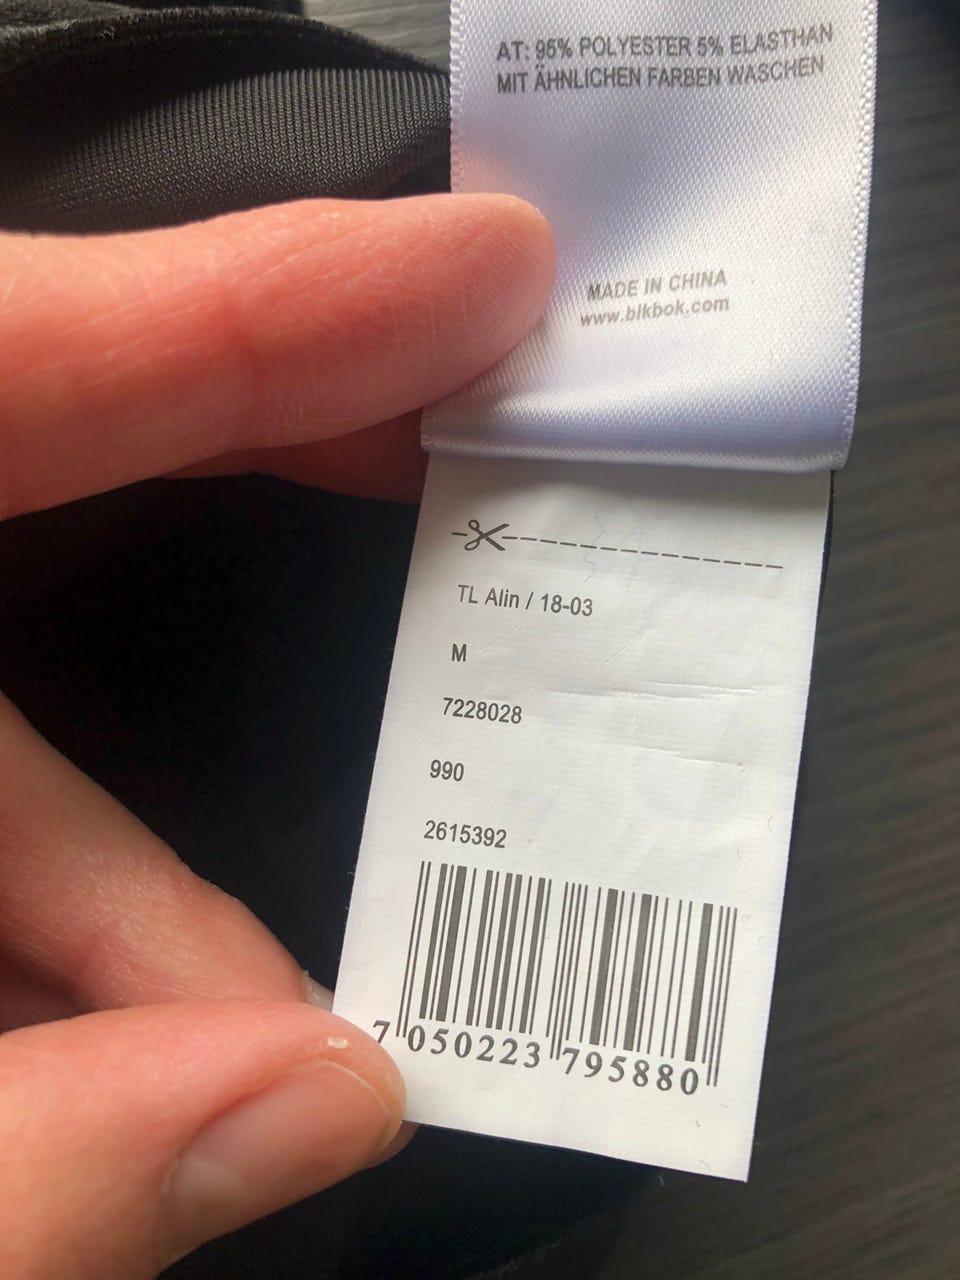 AT: 95% POLYESTER 5% ELASTHAN
MIT ÄHNLICHEN FARBEN WASCHEN
MADE IN CHINA
www.bikbok.com
TL Alin / 18-03
M
7228028
990
2615392
7 050223 795880